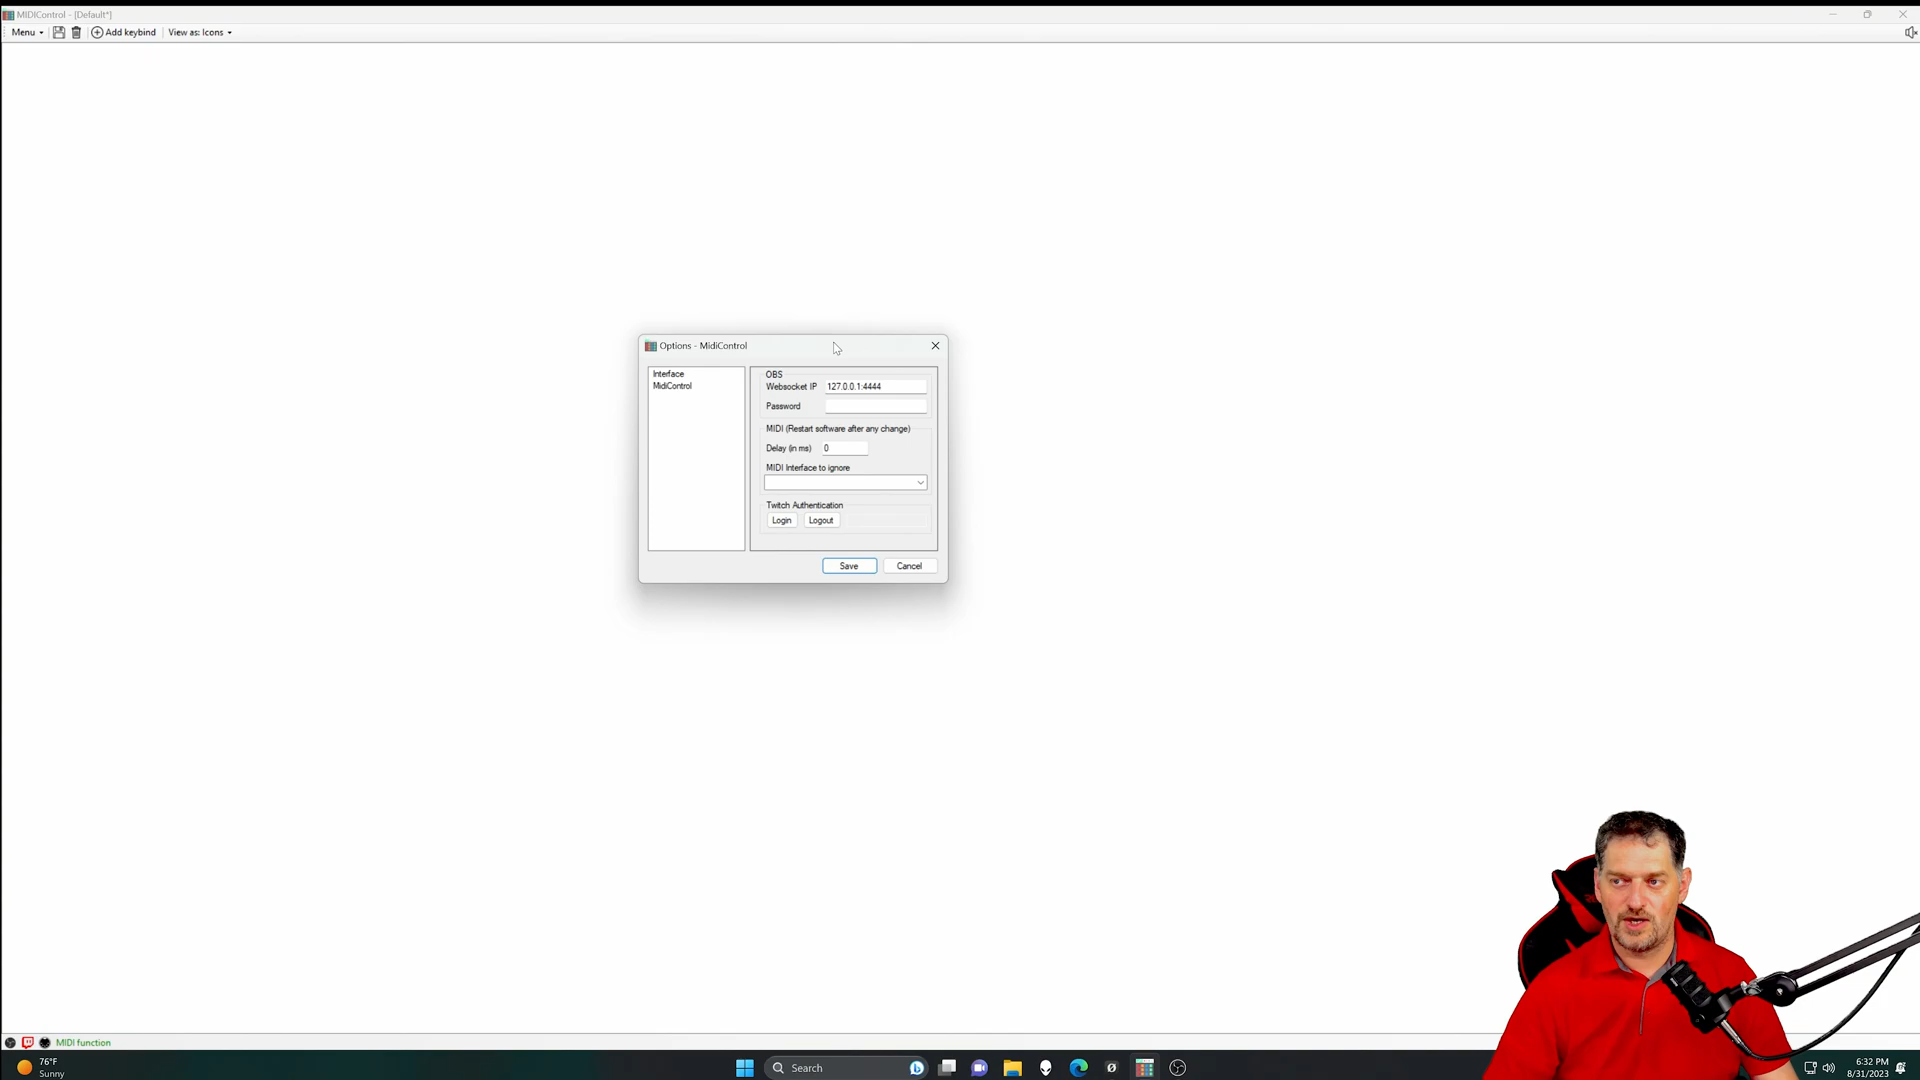 MIDIControl - [Default*]
Menu Add keybind View as: Icons
Options - MidiControl
Interface
MidiControl
OBS
Websocket IP 127.0.0.1:4444
Password
MIDI (Restart software after any change)
Delay (in ms) 0
MIDI Interface to ignore
Twitch Authentication
Login Logout
Save Cancel
MIDI function
76°F
Sunny
Search
6:32 PM
8/31/2023